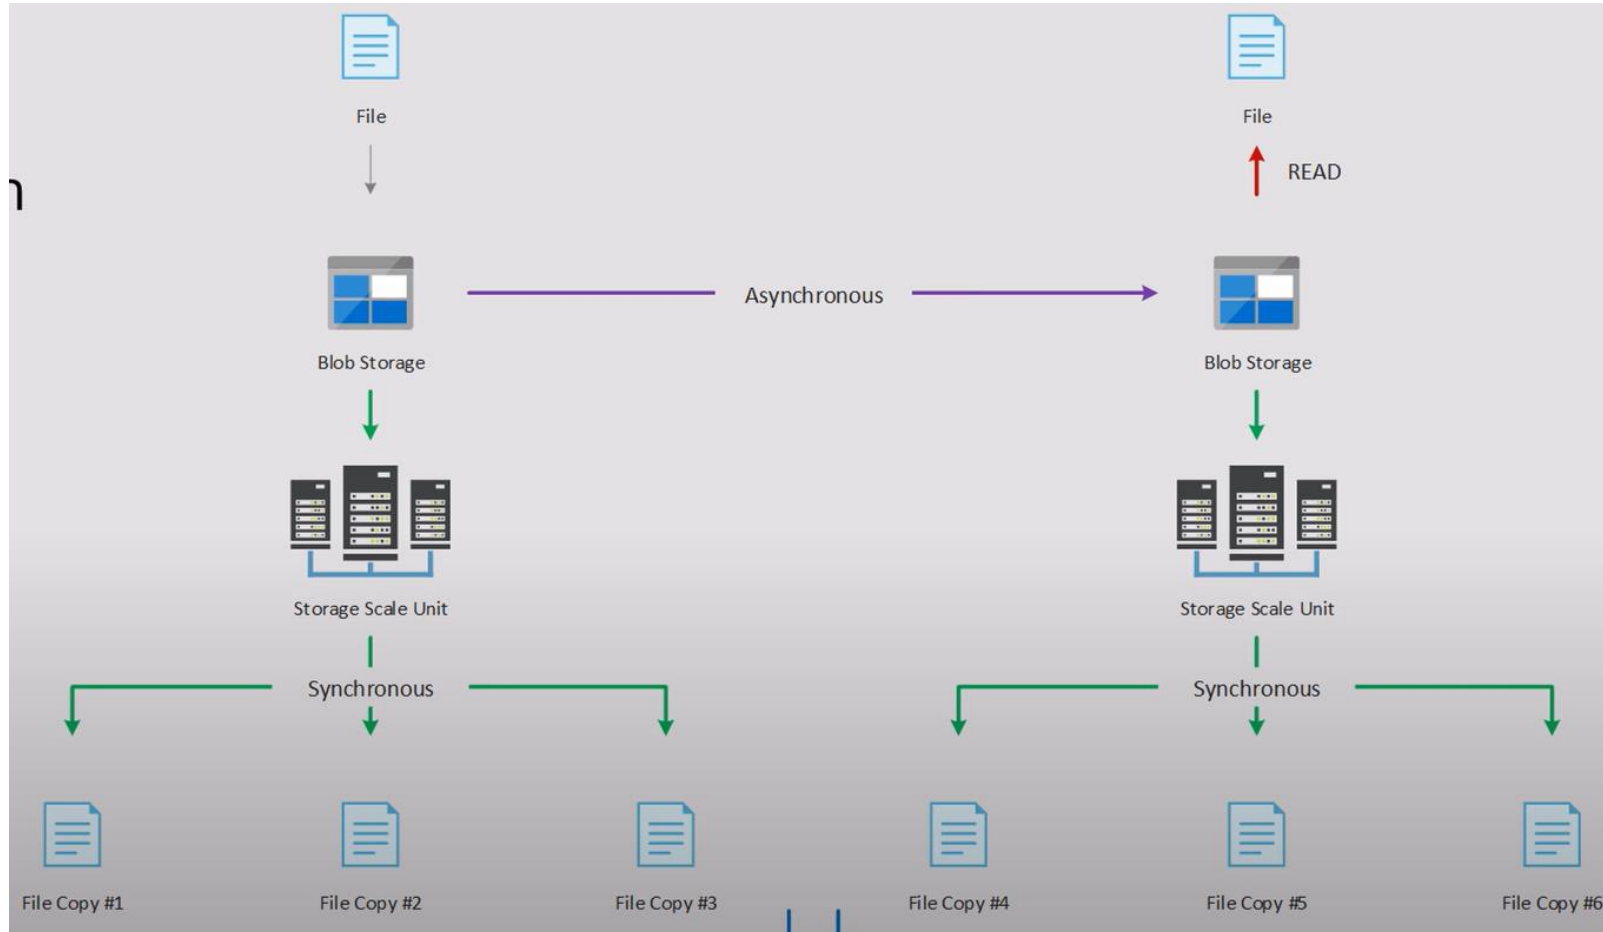 File
File
READ
n
Asynchronous
Blob Storage
Blob Storage
Storage Scale Unit
Storage Scale Unit
Synchronous
Synchronous
File Copy #1
File Copy #2
File Copy #3
File Copy #4
File Copy #5
File Copy #6